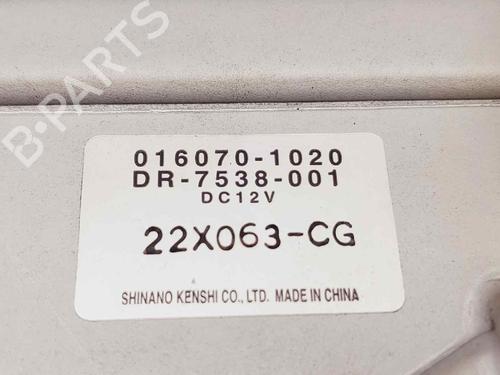 B-PARTS
016070-1020
DR-7538-001
DC12V
22X063-CG
SHINANO KENSHI CO., LTD. MADE IN CHINA